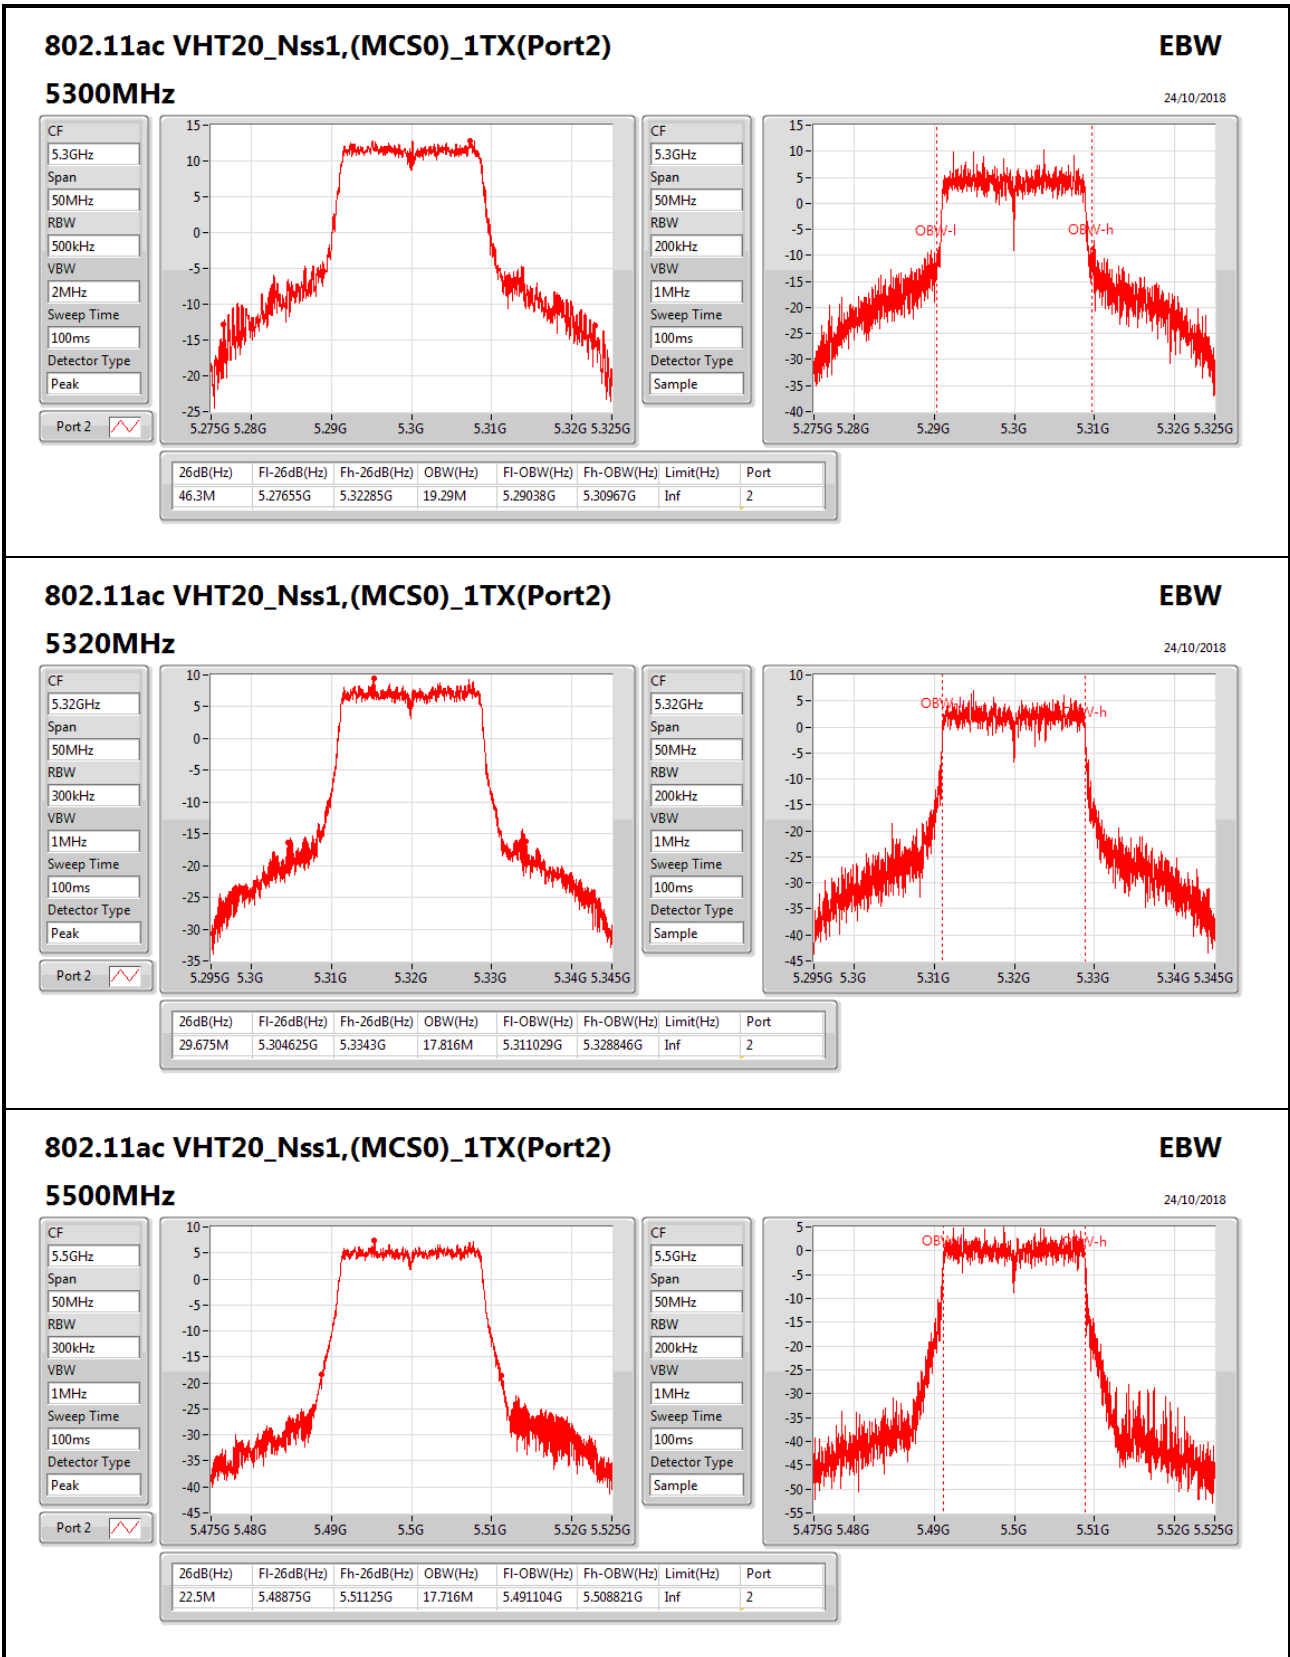 802.11ac VHT20_Nss1,(MCS0)_1TX(Port2) EBW
5300MHz 24/10/2018
CF
5.3GHz
Span
50MHz
RBW
500kHz
VBW
2MHz
Sweep Time
100ms
Detector Type
Peak
Port 2
15
10
5
0
-5
-10
-15
-20
-25
5.275G 5.28G 5.29G 5.3G 5.31G 5.32G 5.325G
CF
5.3GHz
Span
50MHz
RBW
200kHz
VBW
1MHz
Sweep Time
100ms
Detector Type
Sample
15
10
5
0
-5
-10
-15
-20
-25
-30
-35
-40
OBW-l OBW-h
5.275G 5.28G 5.29G 5.3G 5.31G 5.32G 5.325G
26dB(Hz) Fl-26dB(Hz) Fh-26dB(Hz) OBW(Hz) Fl-OBW(Hz) Fh-OBW(Hz) Limit(Hz) Port
46.3M 5.27655G 5.32285G 19.29M 5.29038G 5.30967G Inf 2
802.11ac VHT20_Nss1,(MCS0)_1TX(Port2) EBW
5320MHz 24/10/2018
CF
5.32GHz
Span
50MHz
RBW
300kHz
VBW
1MHz
Sweep Time
100ms
Detector Type
Peak
Port 2
10
5
0
-5
-10
-15
-20
-25
-30
-35
5.295G 5.3G 5.31G 5.32G 5.33G 5.34G 5.345G
CF
5.32GHz
Span
50MHz
RBW
200kHz
VBW
1MHz
Sweep Time
100ms
Detector Type
Sample
10
5
0
-5
-10
-15
-20
-25
-30
-35
-40
-45
5.295G 5.3G 5.31G 5.32G 5.33G 5.34G 5.345G
26dB(Hz) Fl-26dB(Hz) Fh-26dB(Hz) OBW(Hz) Fl-OBW(Hz) Fh-OBW(Hz) Limit(Hz) Port
29.675M 5.304625G 5.3343G 17.816M 5.311029G 5.328846G Inf 2
802.11ac VHT20_Nss1,(MCS0)_1TX(Port2) EBW
5500MHz 24/10/2018
CF
5.5GHz
Span
50MHz
RBW
300kHz
VBW
1MHz
Sweep Time
100ms
Detector Type
Peak
Port 2
10
5
0
-5
-10
-15
-20
-25
-30
-35
-40
-45
5.475G 5.48G 5.49G 5.5G 5.51G 5.52G 5.525G
CF
5.5GHz
Span
50MHz
RBW
200kHz
VBW
1MHz
Sweep Time
100ms
Detector Type
Sample
5
0
-5
-10
-15
-20
-25
-30
-35
-40
-45
-50
-55
5.475G 5.48G 5.49G 5.5G 5.51G 5.52G 5.525G
26dB(Hz) Fl-26dB(Hz) Fh-26dB(Hz) OBW(Hz) Fl-OBW(Hz) Fh-OBW(Hz) Limit(Hz) Port
22.5M 5.48875G 5.51125G 17.716M 5.491104G 5.508821G Inf 2